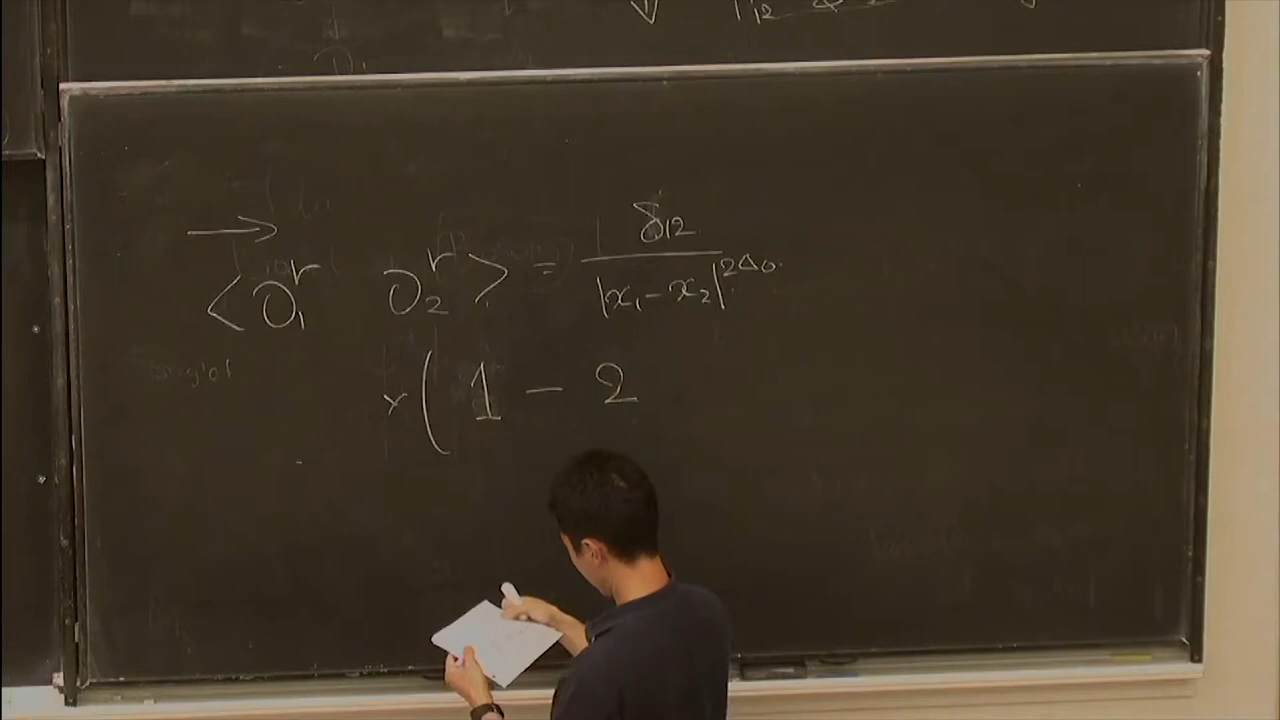 →
<O₁ʳ O₂ʳ> = δ₁₂ / |x₁ - x₂|^{2Δ₀}
× ( 1 - 2